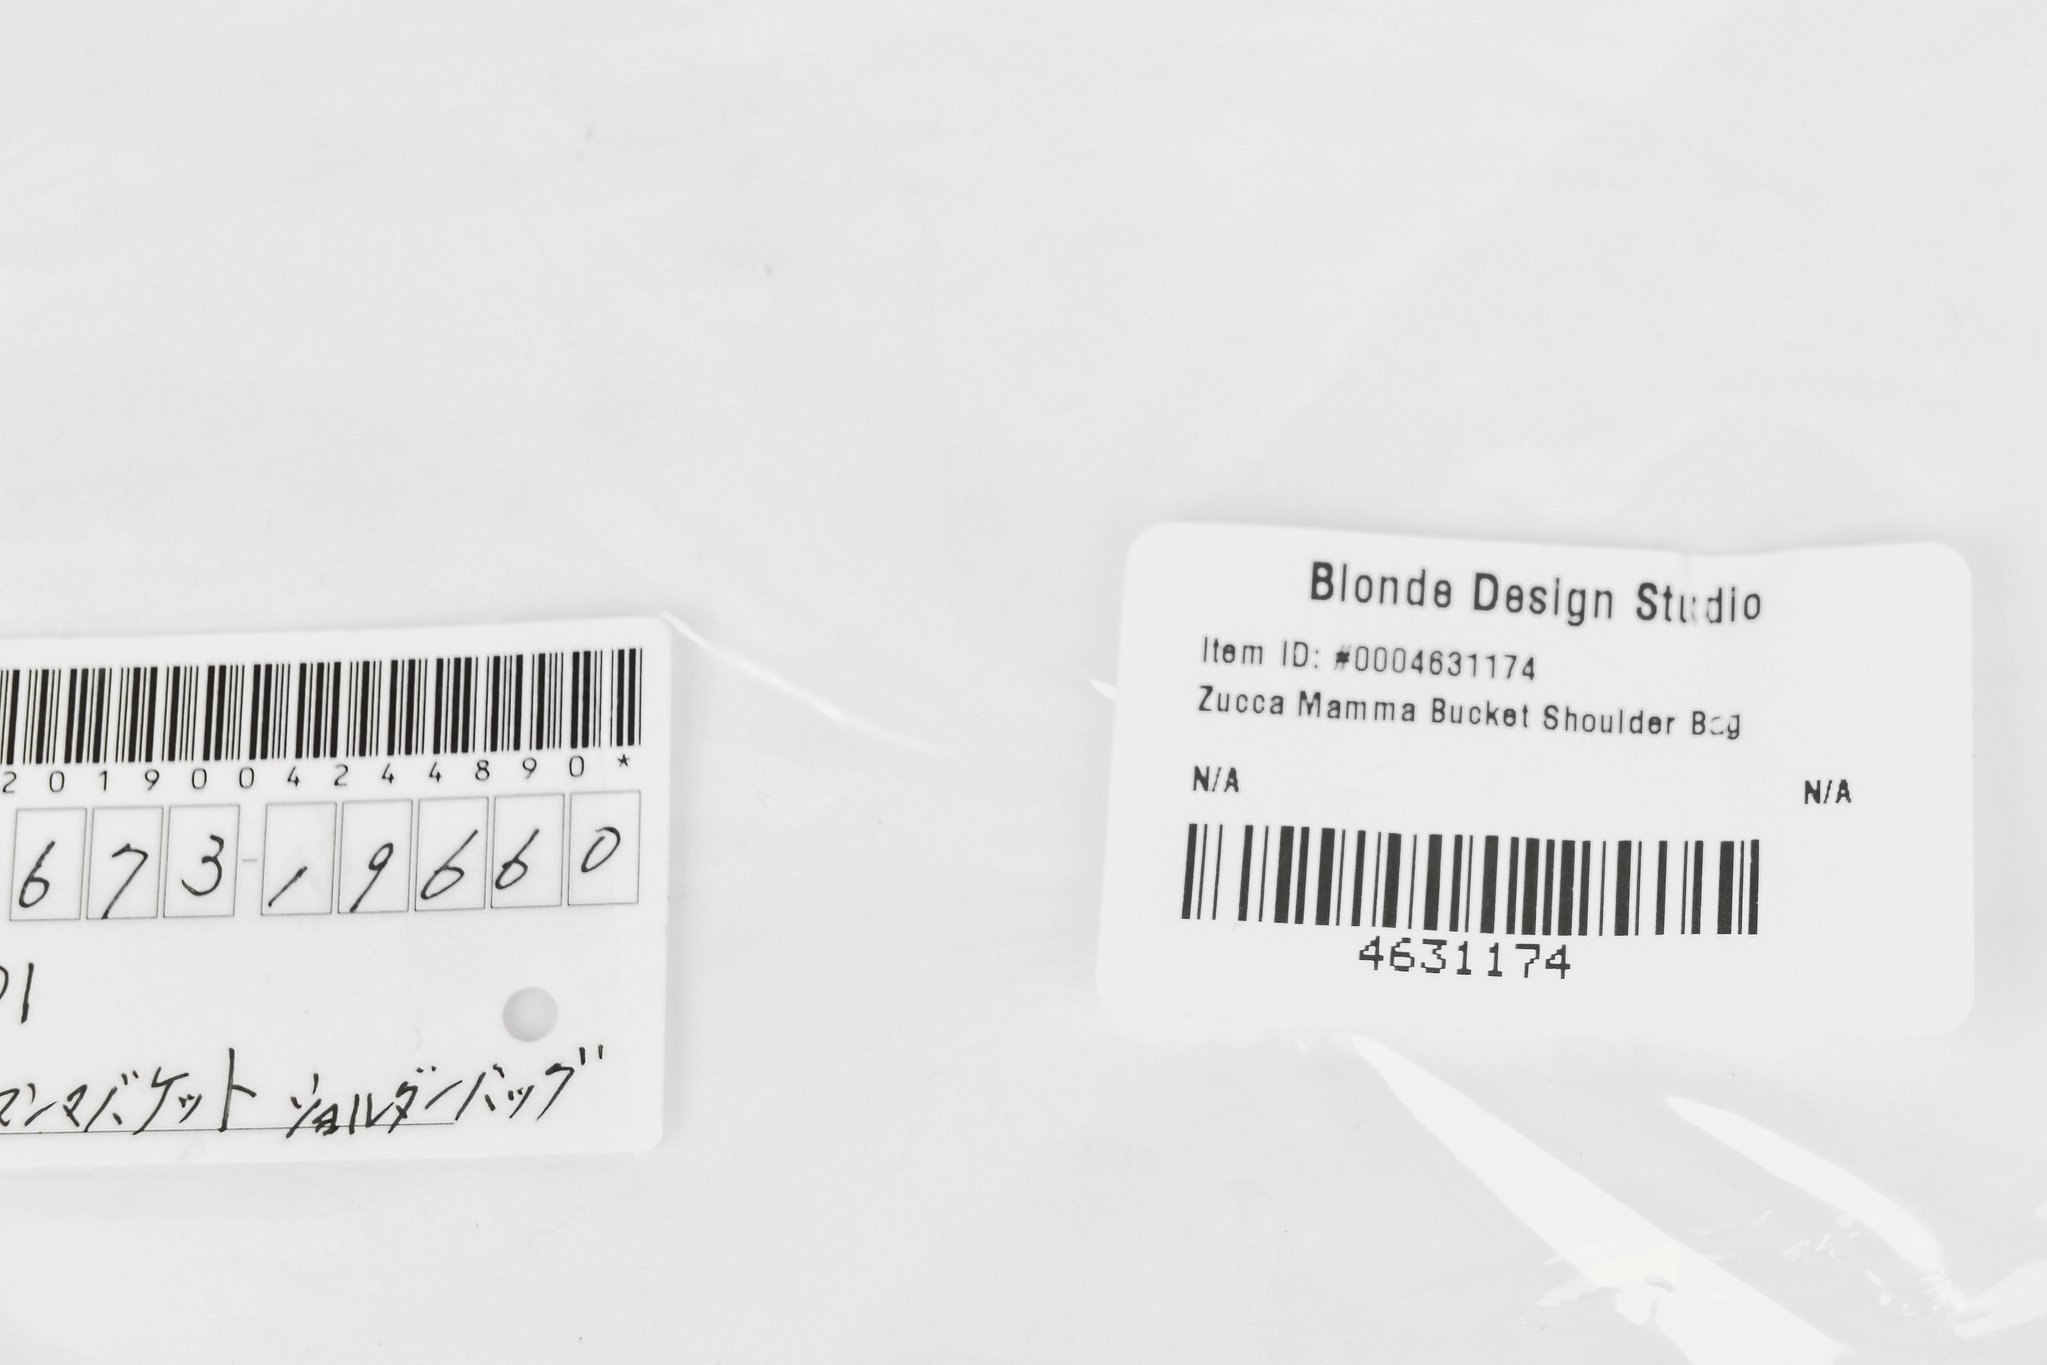 2019004244890*
673-19660
01
マンマバケット ショルダーバッグ
Blonde Design Studio
Item ID: #0004631174
Zucca Mamma Bucket Shoulder Bag
N/A N/A
4631174